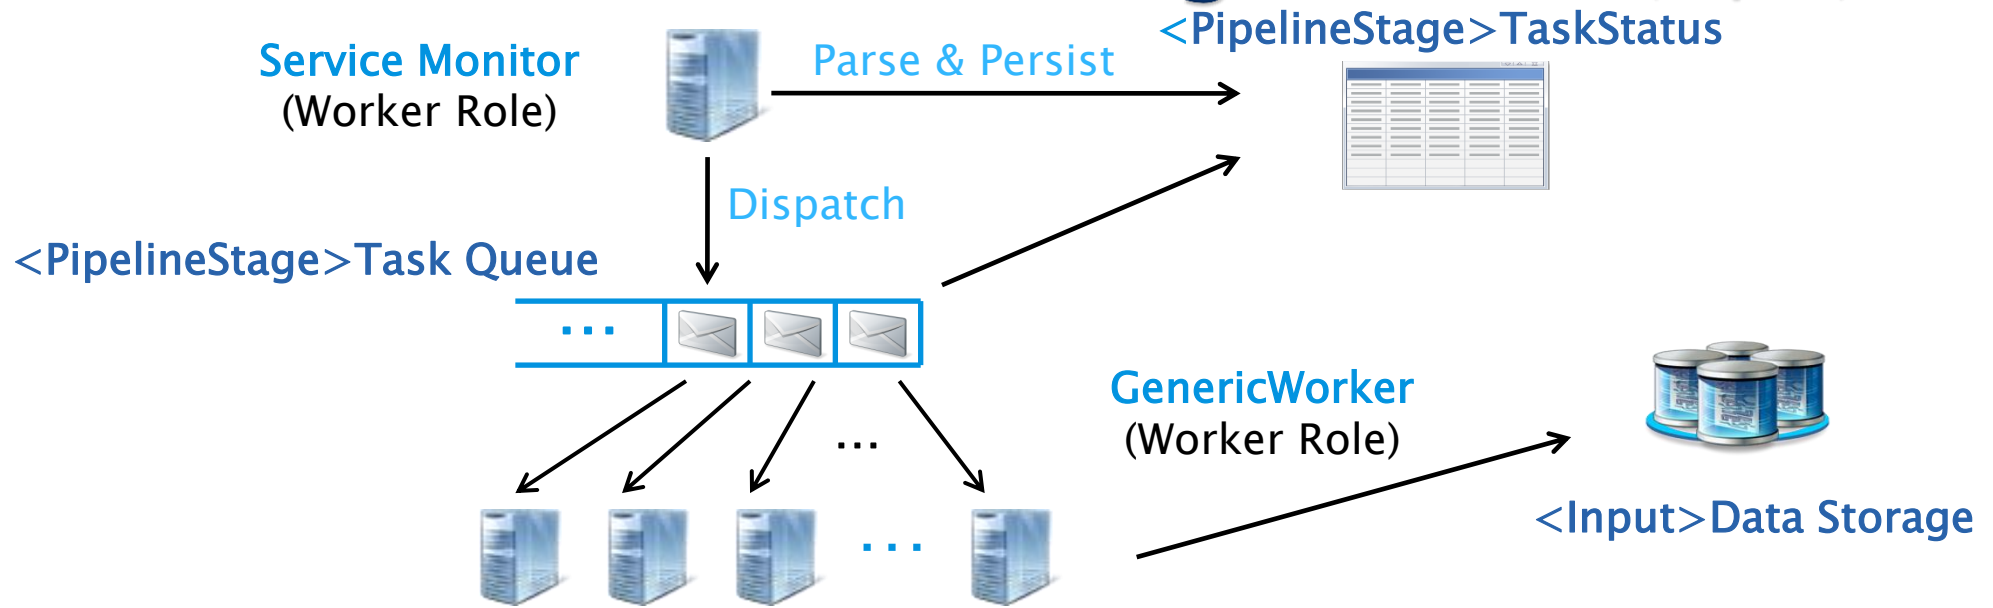 <PipelineStage>TaskStatus
Service Monitor
(Worker Role)
Parse & Persist
Dispatch
<PipelineStage>Task Queue
...
...
GenericWorker
(Worker Role)
...
<Input>Data Storage